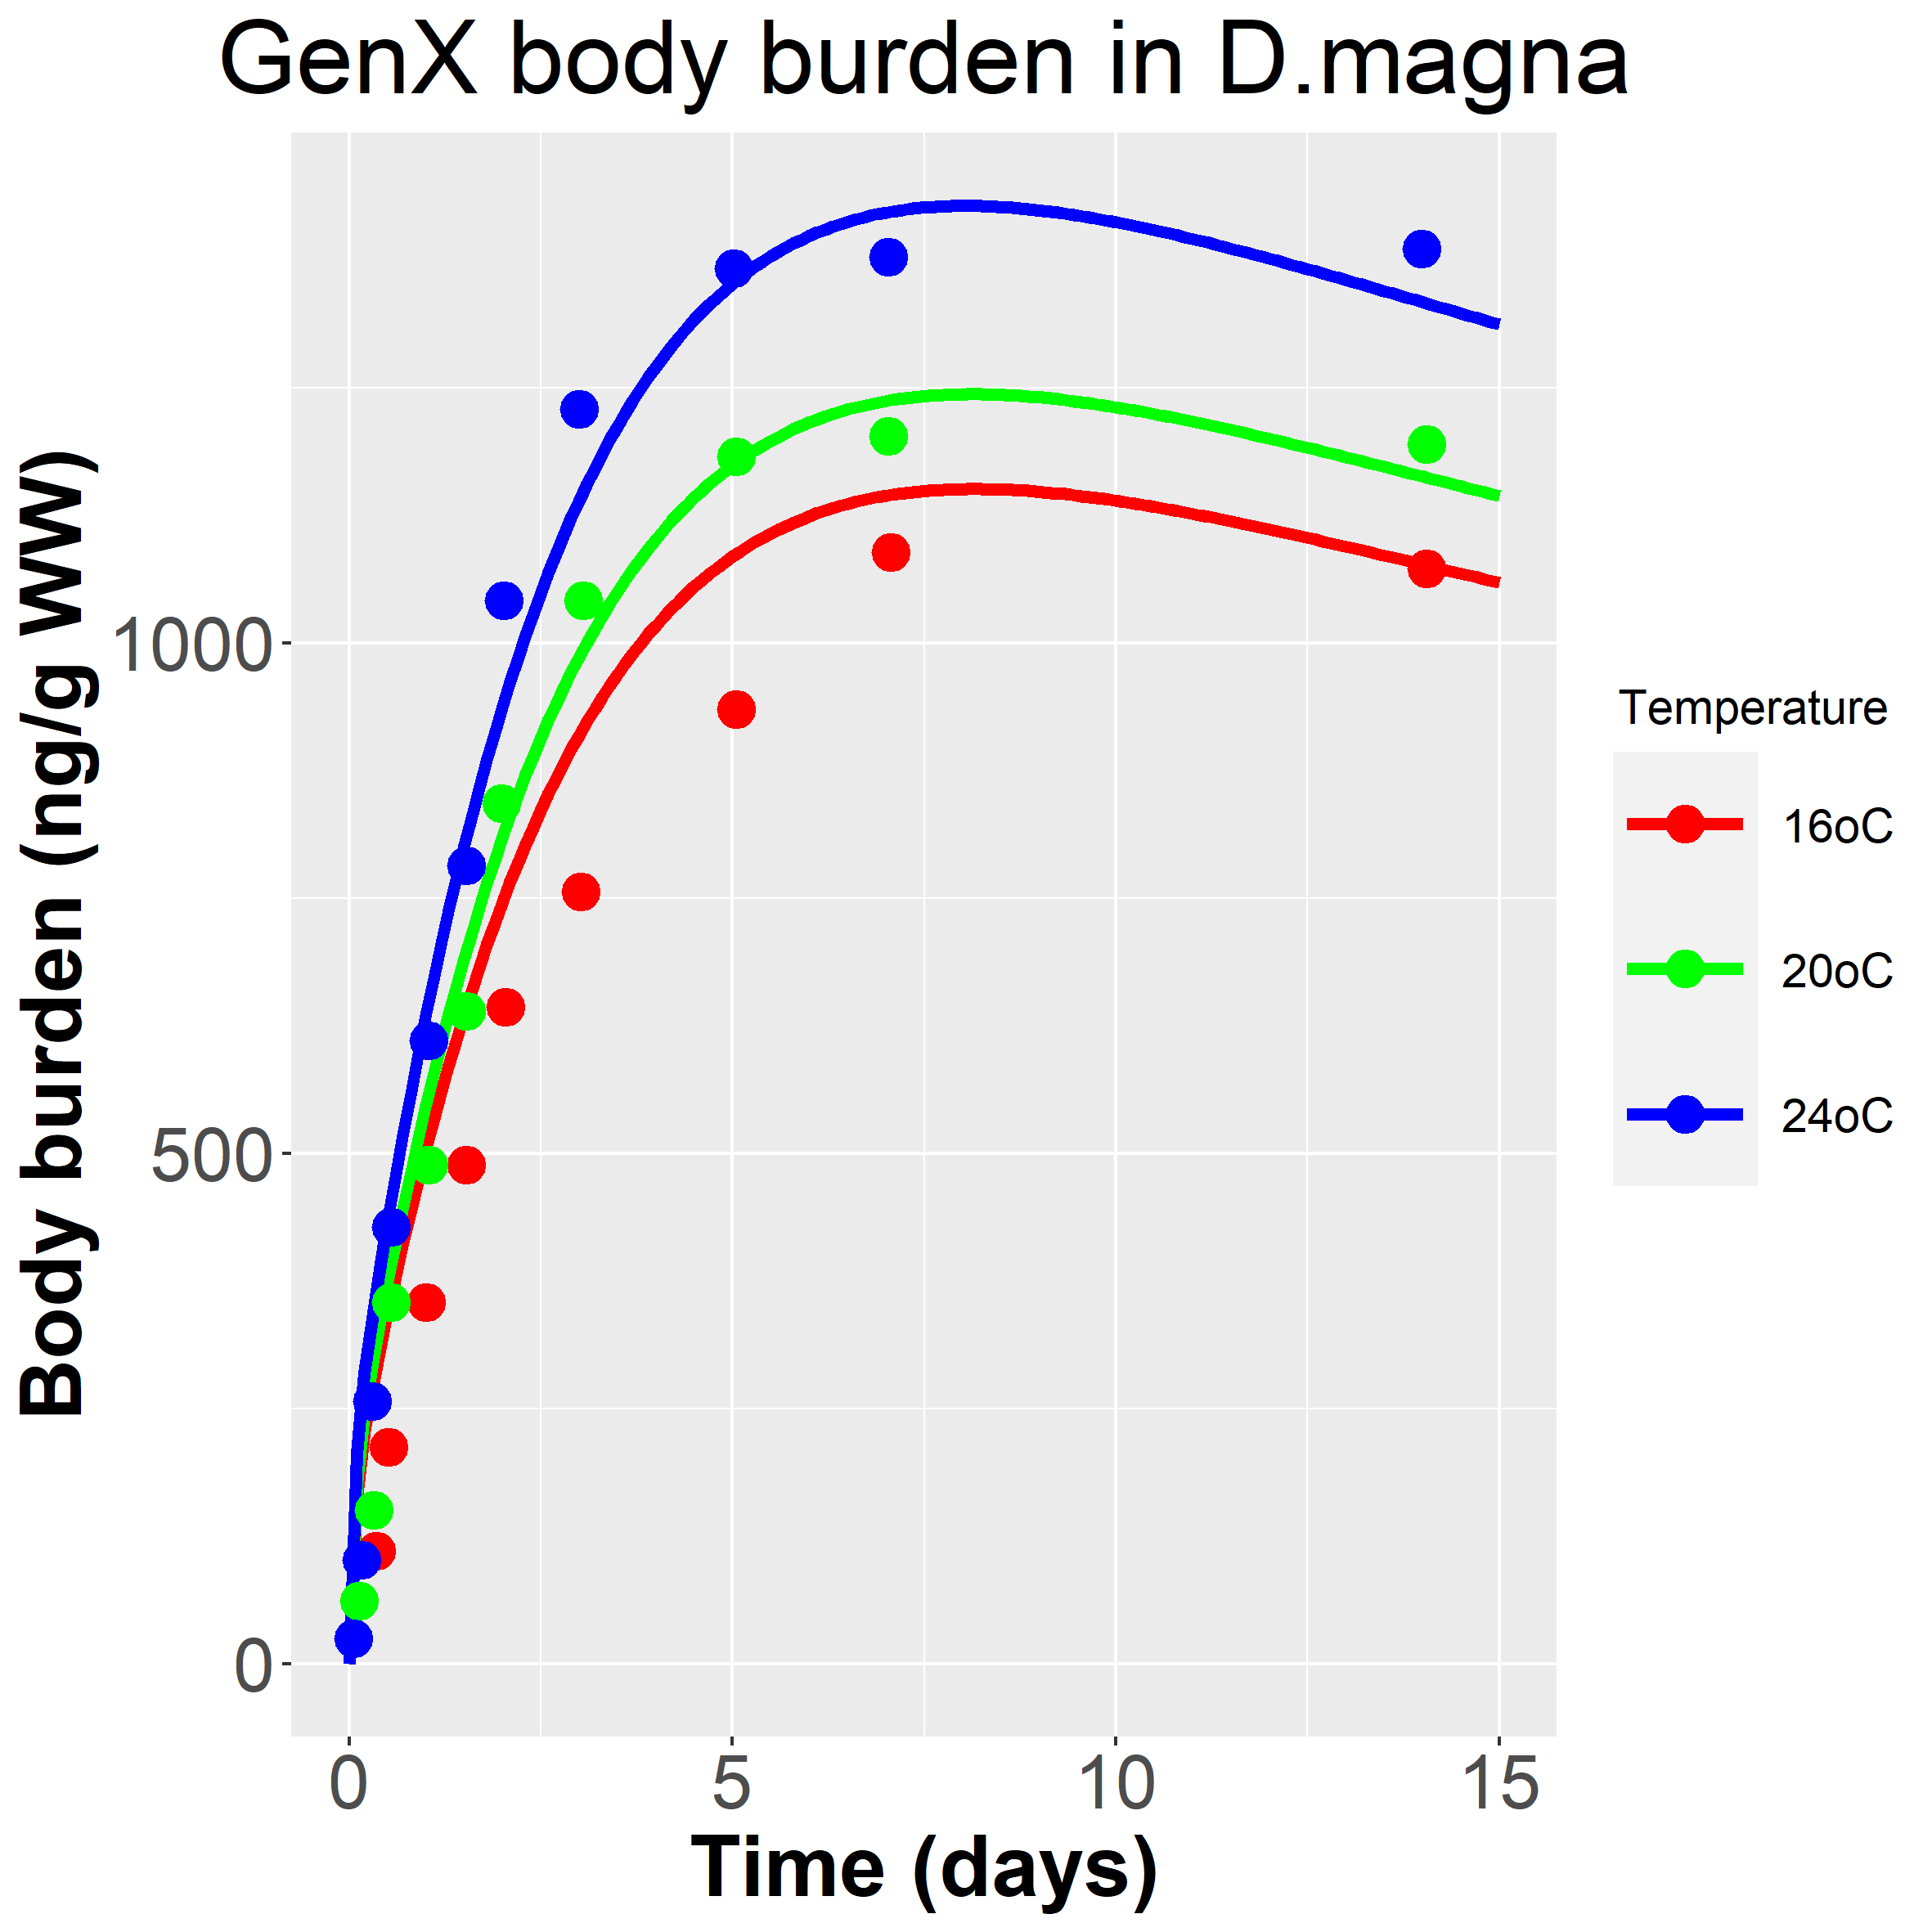 GenX body burden in D.magna
Body burden (ng/g WW)
1000
500
0
0 5 10 15
Time (days)
Temperature
16oC
20oC
24oC